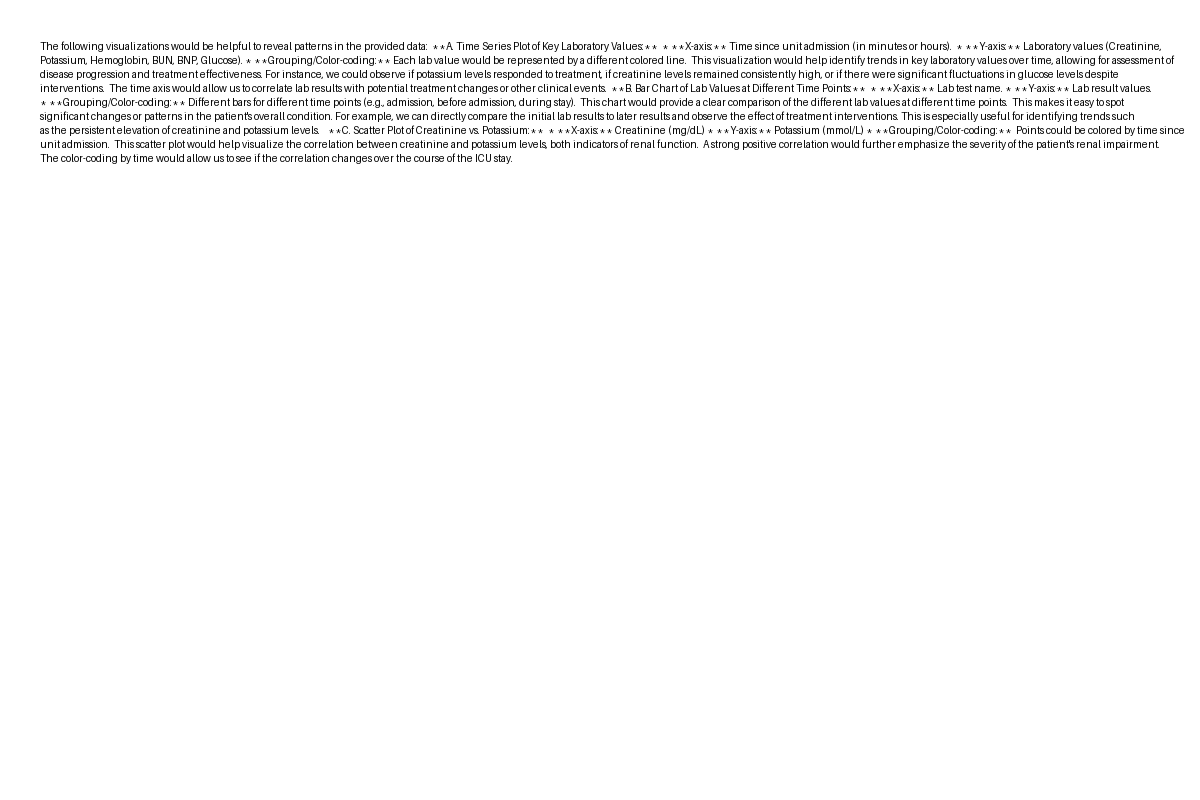 The following visualizations would be helpful to reveal patterns in the provided data:  **A. Time Series Plot of Key Laboratory Values:**  * **X-axis:** Time since unit admission (in minutes or hours).  * **Y-axis:** Laboratory values (Creatinine,
Potassium, Hemoglobin, BUN, BNP, Glucose). * **Grouping/Color-coding:** Each lab value would be represented by a different colored line.  This visualization would help identify trends in key laboratory values over time, allowing for assessment of
disease progression and treatment effectiveness. For instance, we could observe if potassium levels responded to treatment, if creatinine levels remained consistently high, or if there were significant fluctuations in glucose levels despite
interventions.  The time axis would allow us to correlate lab results with potential treatment changes or other clinical events.  **B. Bar Chart of Lab Values at Different Time Points:**  * **X-axis:** Lab test name. * **Y-axis:** Lab result values.
* **Grouping/Color-coding:** Different bars for different time points (e.g., admission, before admission, during stay).  This chart would provide a clear comparison of the different lab values at different time points.  This makes it easy to spot
significant changes or patterns in the patient's overall condition. For example, we can directly compare the initial lab results to later results and observe the effect of treatment interventions. This is especially useful for identifying trends such
as the persistent elevation of creatinine and potassium levels.   **C. Scatter Plot of Creatinine vs. Potassium:**  * **X-axis:** Creatinine (mg/dL) * **Y-axis:** Potassium (mmol/L) * **Grouping/Color-coding:**  Points could be colored by time since
unit admission.  This scatter plot would help visualize the correlation between creatinine and potassium levels, both indicators of renal function.  A strong positive correlation would further emphasize the severity of the patient's renal impairment.
The color-coding by time would allow us to see if the correlation changes over the course of the ICU stay.